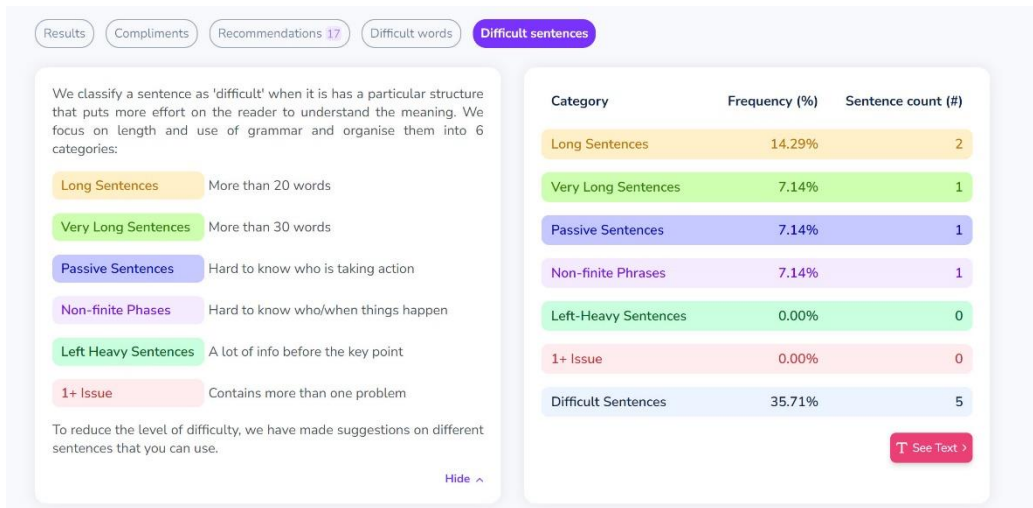 Results Compliments Recommendations 17 Difficult words Difficult sentences
We classify a sentence as 'difficult' when it is has a particular structure
that puts more effort on the reader to understand the meaning. We
focus on length and use of grammar and organise them into 6
categories:
Long Sentences More than 20 words
Very Long Sentences More than 30 words
Passive Sentences Hard to know who is taking action
Non-finite Phases Hard to know who/when things happen
Left Heavy Sentences A lot of info before the key point
1+ Issue Contains more than one problem
To reduce the level of difficulty, we have made suggestions on different
sentences that you can use.
Hide
Category Frequency (%) Sentence count (#)
Long Sentences 14.29% 2
Very Long Sentences 7.14% 1
Passive Sentences 7.14% 1
Non-finite Phrases 7.14% 1
Left-Heavy Sentences 0.00% 0
1+ Issue 0.00% 0
Difficult Sentences 35.71% 5
T See Text >